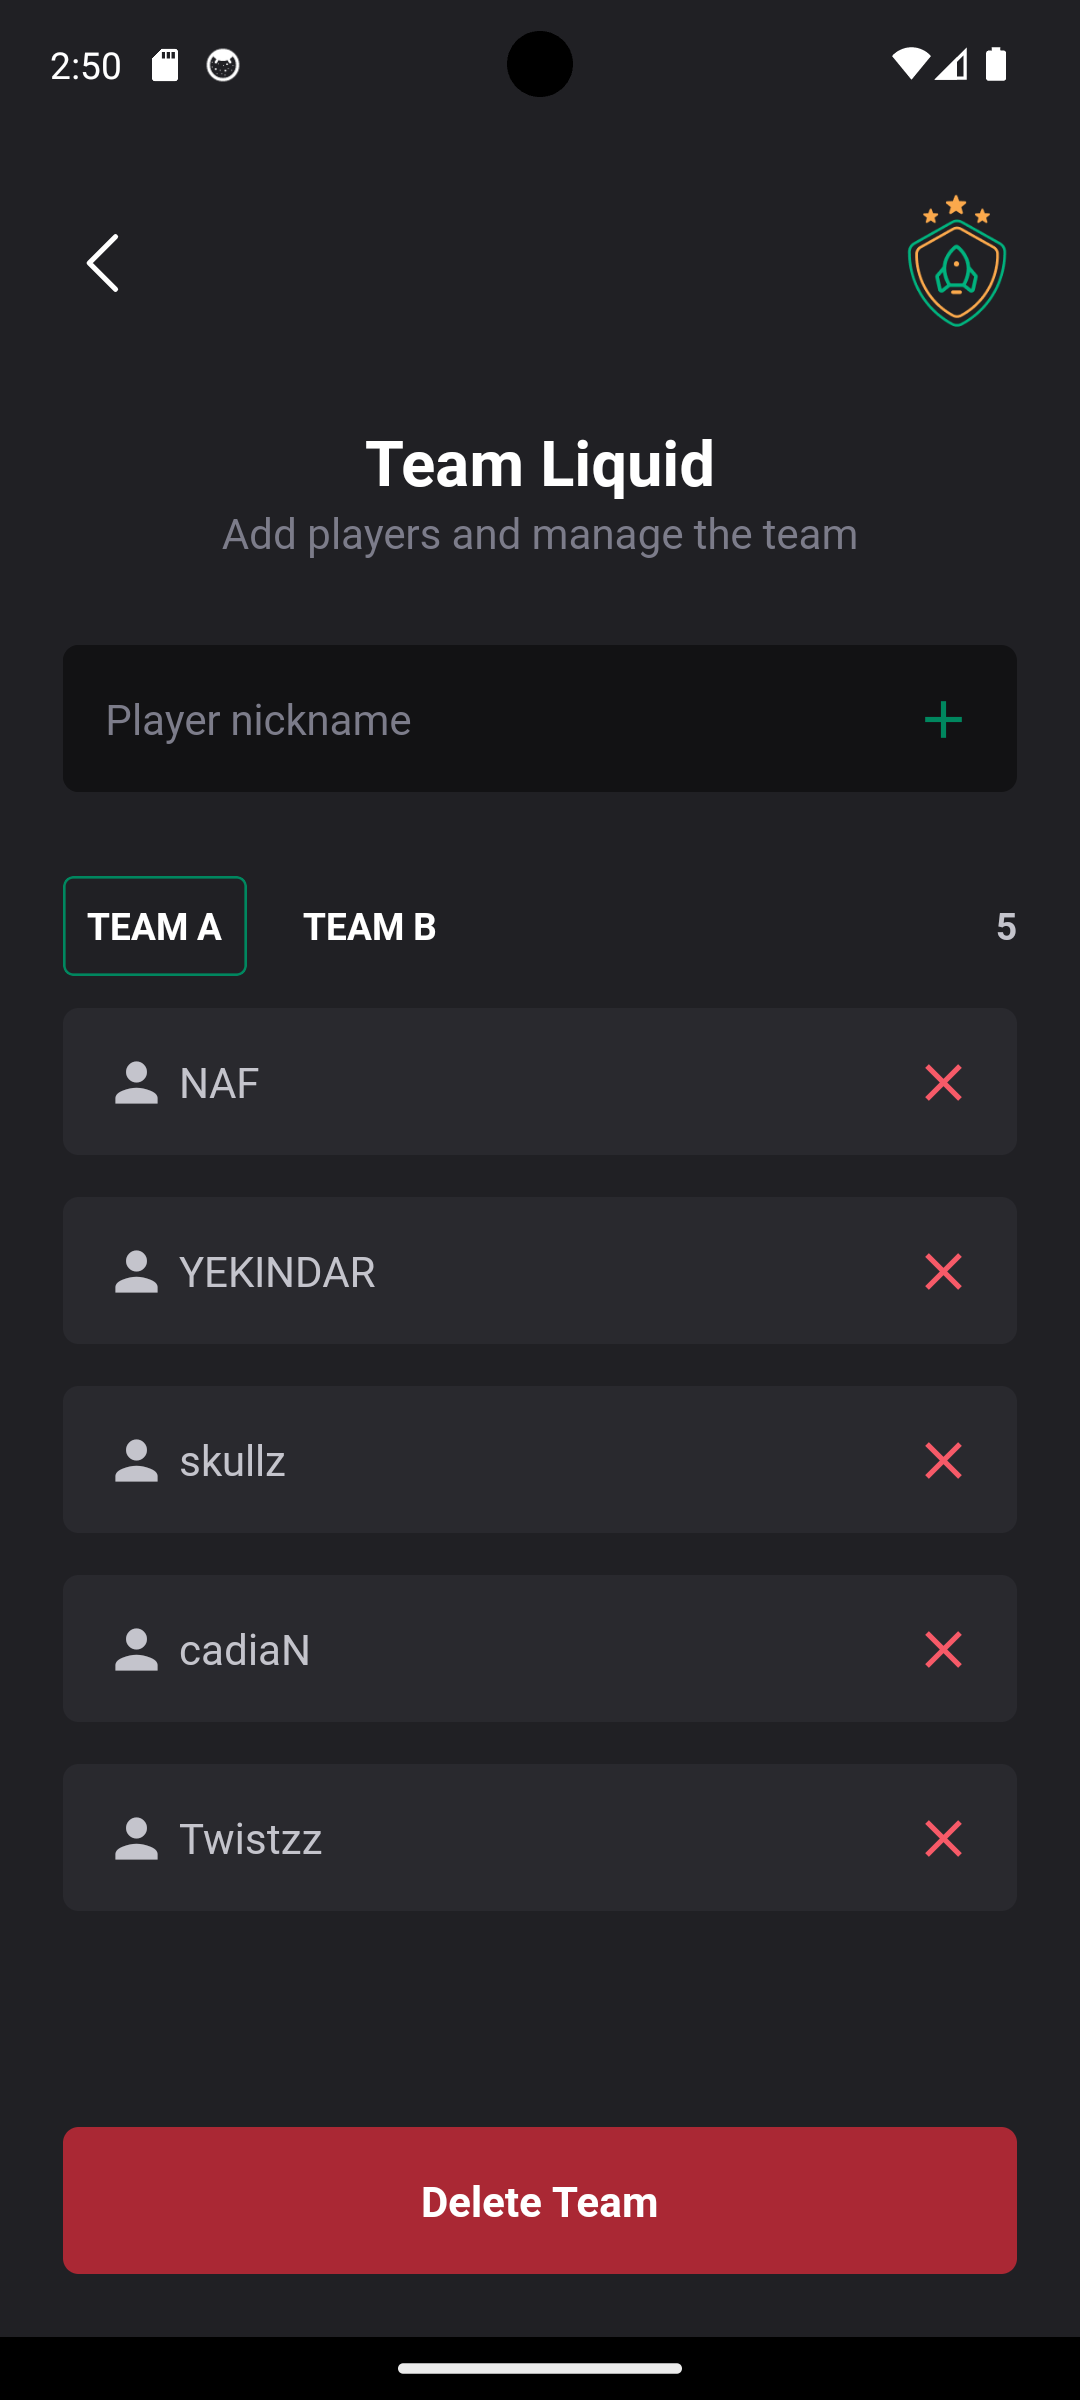 2:50
Team Liquid
Add players and manage the team
Player nickname
TEAM A TEAM B 5
NAF
YEKINDAR
skullz
cadiaN
Twistzz
Delete Team